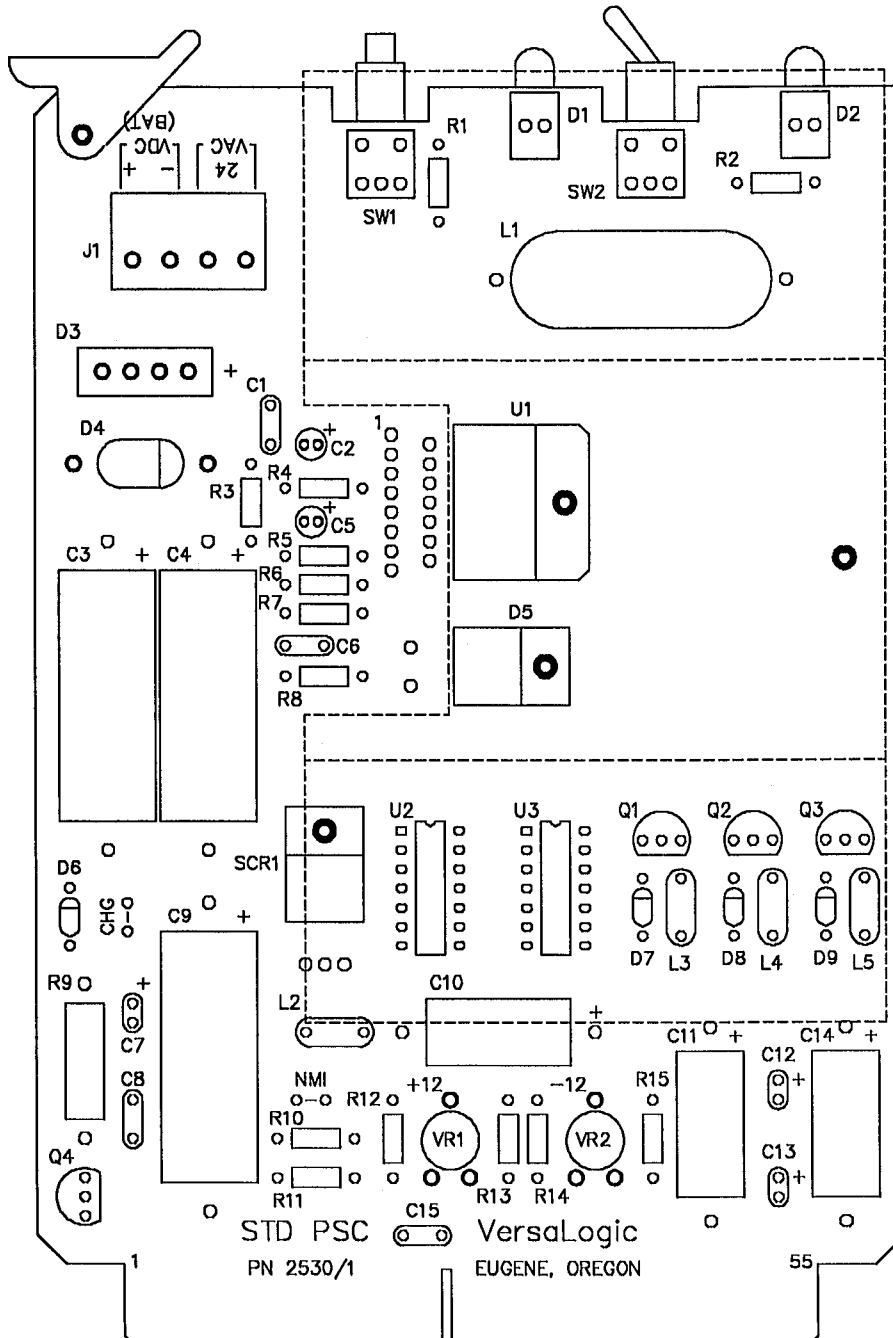 (BAT)
VDC
VAC
+
-
24
J1
SW1
R1
D1
SW2
R2
D2
L1
D3
+
C1
D4
R3
+
C2
1
U1
R4
+
C5
R5
C3
+
C4
+
R6
R7
C6
R8
D5
U2
U3
Q1
Q2
Q3
SCR1
D6
CHG
C9
+
D7
L3
D8
L4
D9
L5
R9
+
C7
L2
C10
+
C11
+
C12
+
C14
+
C8
NMI
R12
+12
-12
R15
R10
VR1
VR2
C13
+
Q4
R11
R13
R14
C15
STD PSC
VersaLogic
1
PN 2530/1
EUGENE, OREGON
55